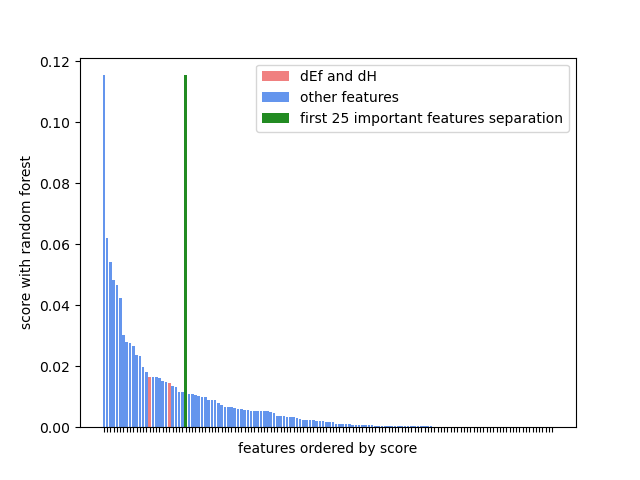 0.12
0.10
0.08
0.06
0.04
0.02
0.00
score with random forest
dEf and dH
other features
first 25 important features separation
features ordered by score